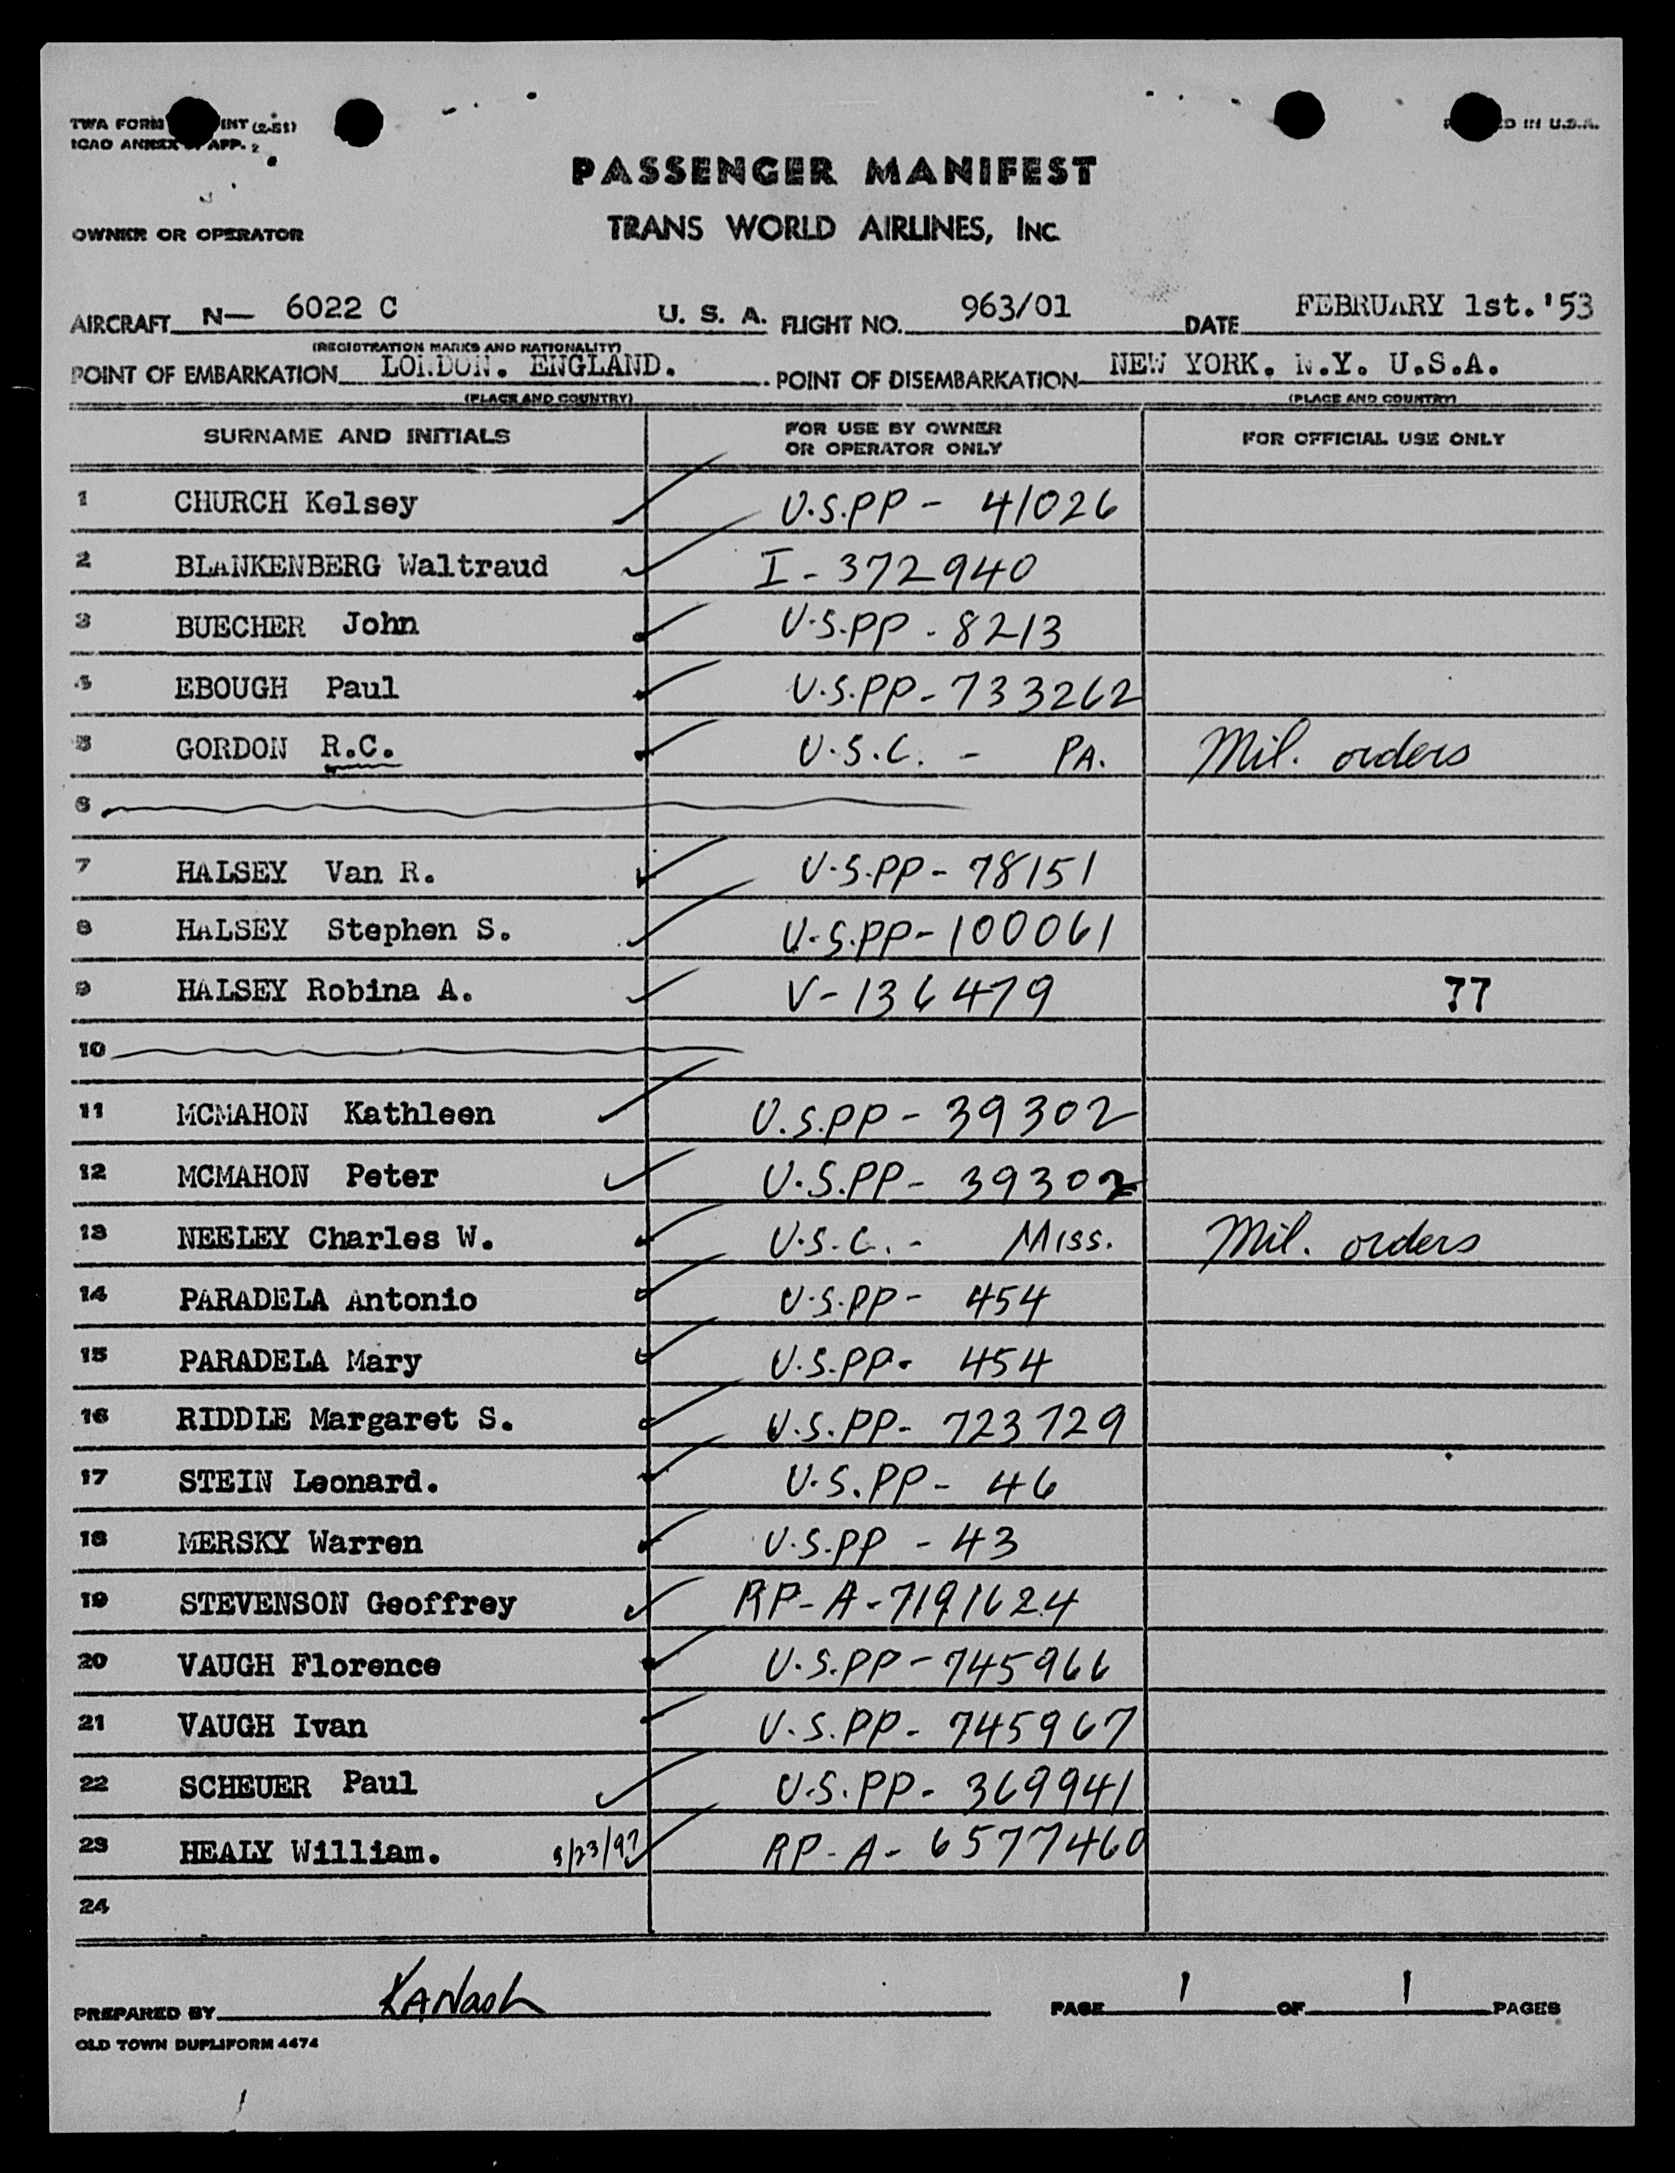 TWA FORM INT (2-51)
ICAO ANNEX 9, APP. 2
D IN U.S.A.
PASSENGER MANIFEST
OWNER OR OPERATOR TRANS WORLD AIRLINES, INC.
AIRCRAFT N— 6022 C U. S. A. FLIGHT NO. 963/01 DATE FEBRUARY 1st.'53
(REGISTRATION MARKS AND NATIONALITY)
POINT OF EMBARKATION LONDON. ENGLAND. POINT OF DISEMBARKATION NEW YORK. N.Y. U.S.A.
(PLACE AND COUNTRY) (PLACE AND COUNTRY)
SURNAME AND INITIALS FOR USE BY OWNER OR OPERATOR ONLY FOR OFFICIAL USE ONLY
1 CHURCH Kelsey U.S.PP - 41026
2 BLANKENBERG Waltraud I - 372940
3 BUECHER John U.S.PP - 8213
4 EBOUGH Paul U.S.PP - 733262
5 GORDON R.C. U.S.C. - PA. Mil. orders
6
7 HALSEY Van R. U.S.PP - 78151
8 HALSEY Stephen S. U.S.PP - 100061
9 HALSEY Robina A. V - 136479 77
10
11 MCMAHON Kathleen U.S.PP - 39302
12 MCMAHON Peter U.S.PP - 39302
13 NEELEY Charles W. U.S.C. - MISS. Mil. orders
14 PARADELA Antonio U.S.PP - 454
15 PARADELA Mary U.S.PP - 454
16 RIDDLE Margaret S. U.S.PP - 723729
17 STEIN Leonard. U.S.PP - 46
18 MERSKY Warren U.S.PP - 43
19 STEVENSON Geoffrey RP - A - 7191624
20 VAUGH Florence U.S.PP - 745966
21 VAUGH Ivan U.S.PP - 745967
22 SCHEUER Paul U.S.PP - 369941
23 HEALY William. RP - A - 6577460
24
PREPARED BY KANash PAGE 1 OF 1 PAGES
OLD TOWN DUPLIFORM 4474